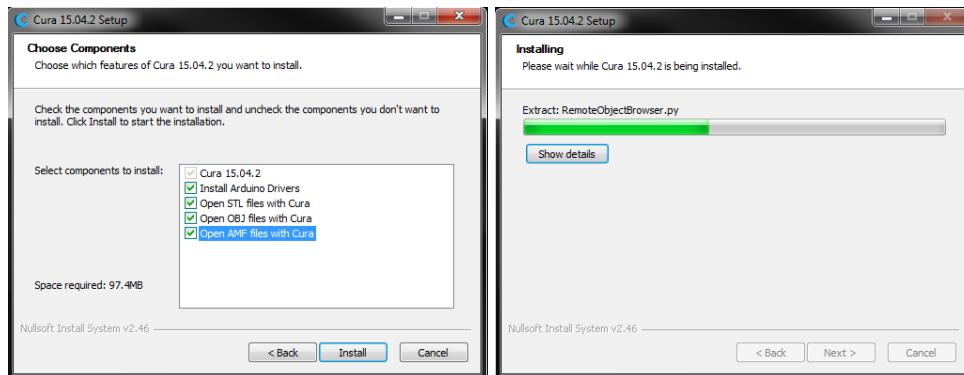 Cura 15.04.2 Setup
Choose Components
Choose which features of Cura 15.04.2 you want to install.
Check the components you want to install and uncheck the components you don't want to
install. Click Install to start the installation.
Select components to install:
Cura 15.04.2
Install Arduino Drivers
Open STL files with Cura
Open OBJ files with Cura
Open AMF files with Cura
Space required: 97.4MB
Nullsoft Install System v2.46
< Back
Install
Cancel
Cura 15.04.2 Setup
Installing
Please wait while Cura 15.04.2 is being installed.
Extract: RemoteObjectBrowser.py
Show details
Nullsoft Install System v2.46
< Back
Next >
Cancel